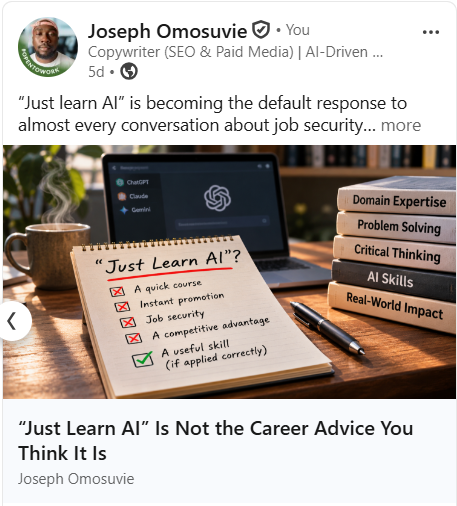 Joseph Omosuvie • You
Copywriter (SEO & Paid Media) | AI-Driven ...
5d •
#OPENTOWORK
“Just learn AI” is becoming the default response to
almost every conversation about job security... more
ChatGPT
Claude
Gemini
“Just Learn AI”?
A quick course
Instant promotion
Job security
A competitive advantage
A useful skill
(if applied correctly)
Domain Expertise
Problem Solving
Critical Thinking
AI Skills
Real-World Impact
“Just Learn AI” Is Not the Career Advice You
Think It Is
Joseph Omosuvie